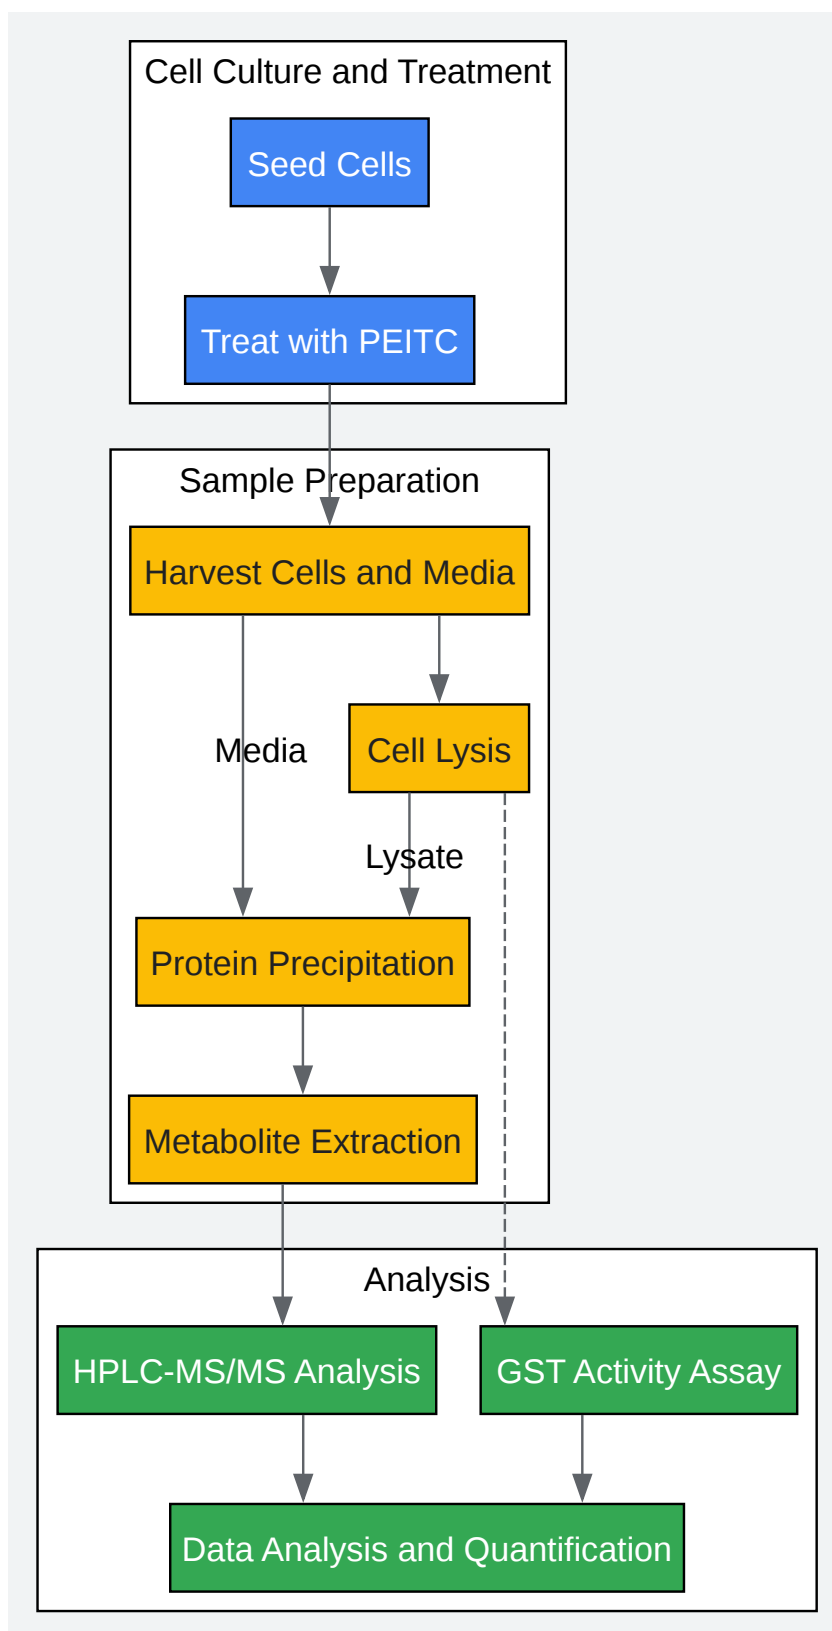 Cell Culture and Treatment
Seed Cells
Treat with PEITC
Sample Preparation
Harvest Cells and Media
Media
Cell Lysis
Lysate
Protein Precipitation
Metabolite Extraction
Analysis
HPLC-MS/MS Analysis
GST Activity Assay
Data Analysis and Quantification